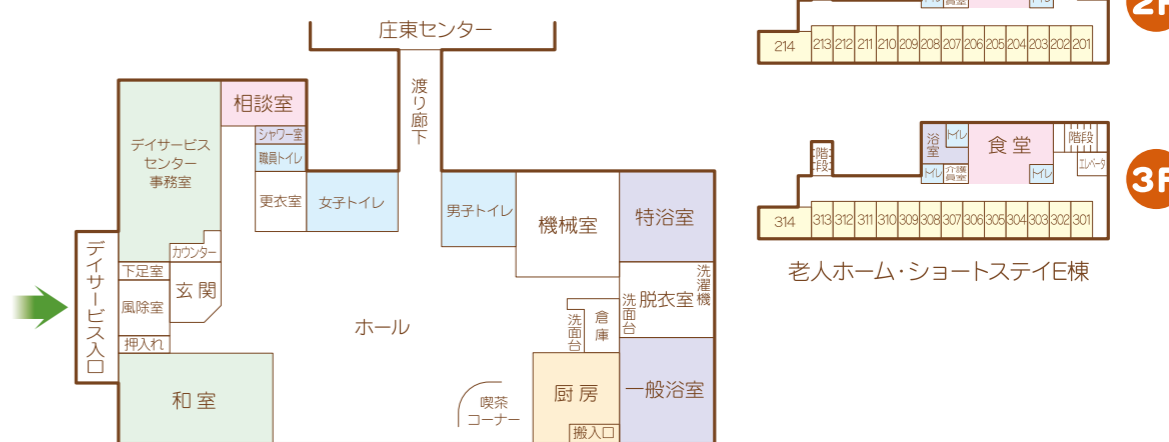 庄東センター
渡り廊下
相談室
シャワー室
職員トイレ
デイサービス
センター
事務室
更衣室
女子トイレ
男子トイレ
機械室
特浴室
カウンター
下足室
玄関
風除室
押入れ
デイサービス入口
ホール
洗濯機
脱衣室
洗面台
倉庫
洗面台
和室
喫茶
コーナー
厨房
搬入口
一般浴室
2F
トイレ
員室
214 213 212 211 210 209 208 207 206 205 204 203 202 201
3F
階段
浴室
トイレ
食堂
階段
エレベータ
トイレ
介護
員室
トイレ
314 313 312 311 310 309 308 307 306 305 304 303 302 301
老人ホーム・ショートステイE棟